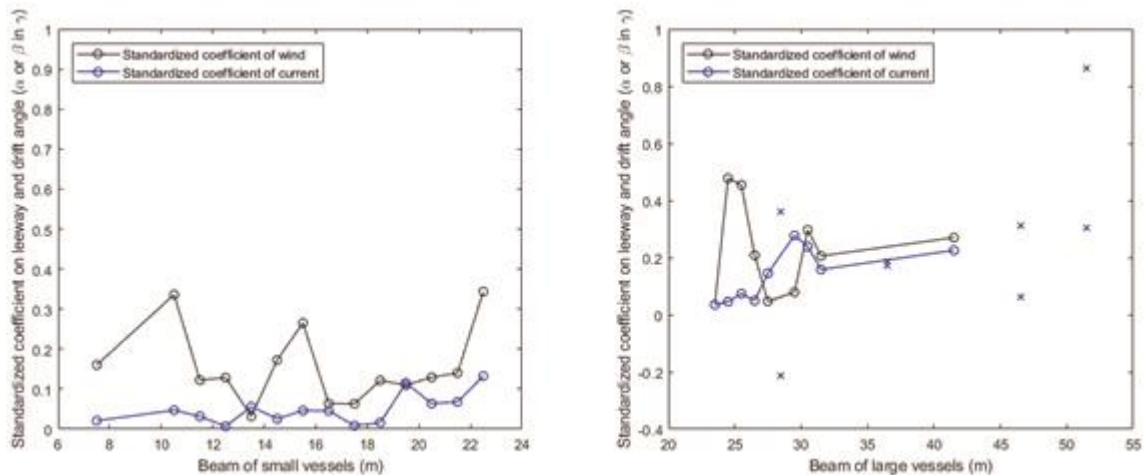 Standardized coefficient on leeway and drift angle (α or β in γ)
1
0.9
0.8
0.7
0.6
0.5
0.4
0.3
0.2
0.1
0
Standardized coefficient of wind
Standardized coefficient of current
6 8 10 12 14 16 18 20 22 24
Beam of small vessels (m)
Standardized coefficient on leeway and drift angle (α or β in γ)
1
0.8
0.6
0.4
0.2
0
-0.2
-0.4
Standardized coefficient of wind
Standardized coefficient of current
20 25 30 35 40 45 50 55
Beam of large vessels (m)